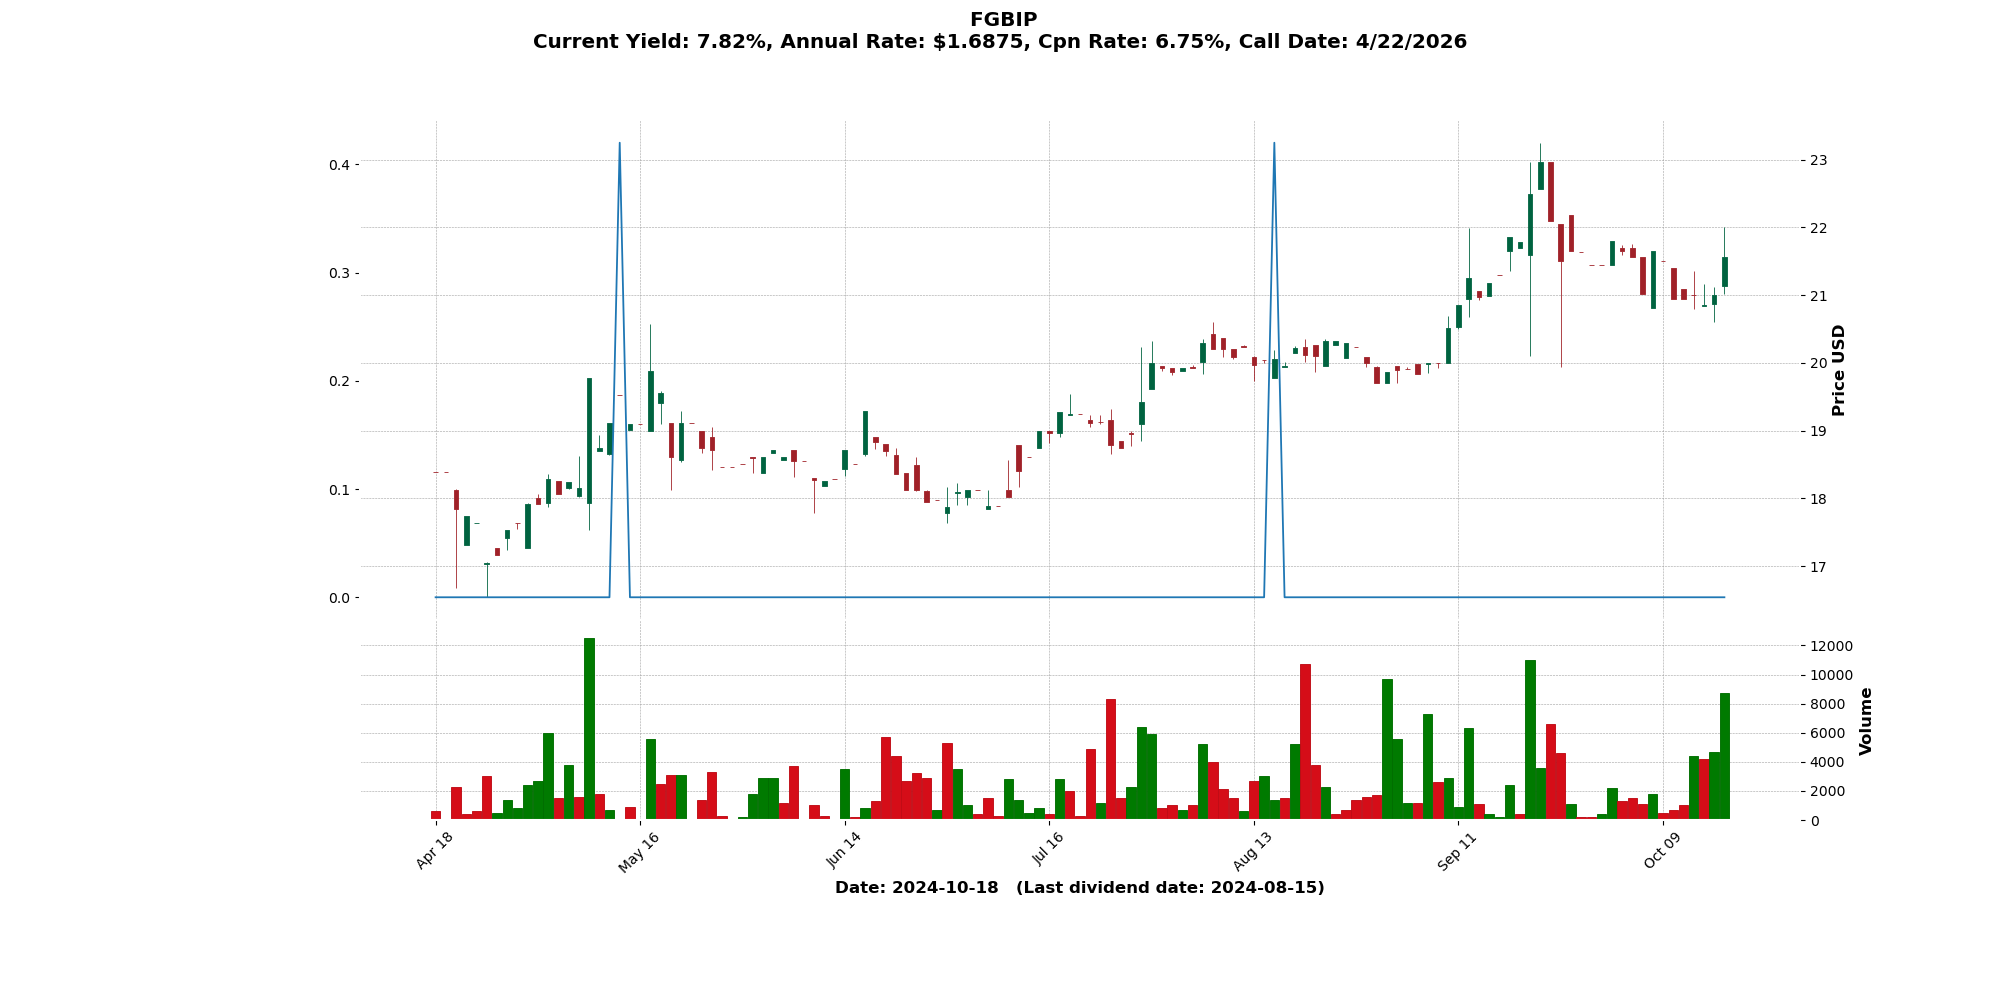 FGBIP
Current Yield: 7.82%, Annual Rate: $1.6875, Cpn Rate: 6.75%, Call Date: 4/22/2026
0.4
0.3
0.2
0.1
0.0
23
22
21
20
19
18
17
Price USD
12000
10000
8000
6000
4000
2000
0
Volume
Apr 18
May 16
Jun 14
Jul 16
Aug 13
Sep 11
Oct 09
Date: 2024-10-18 (Last dividend date: 2024-08-15)